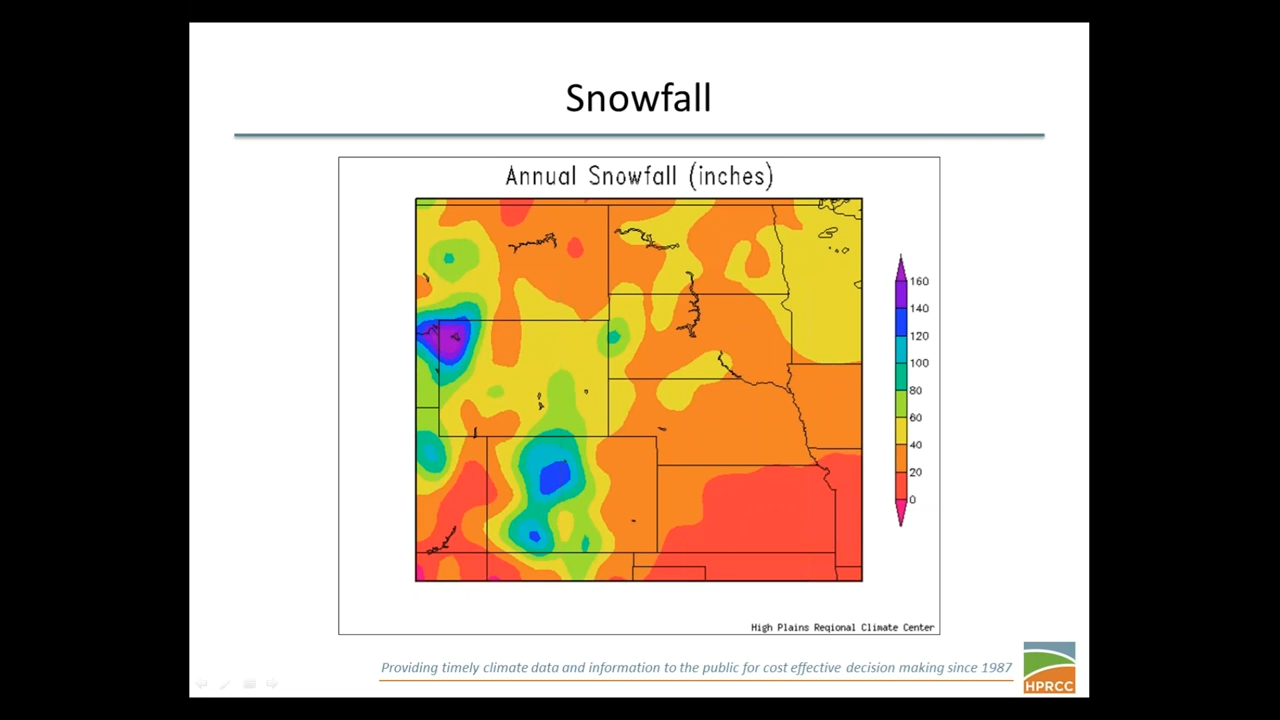 Snowfall
Annual Snowfall (inches)
160
140
120
100
80
60
40
20
0
High Plains Regional Climate Center
Providing timely climate data and information to the public for cost effective decision making since 1987
HPRCC